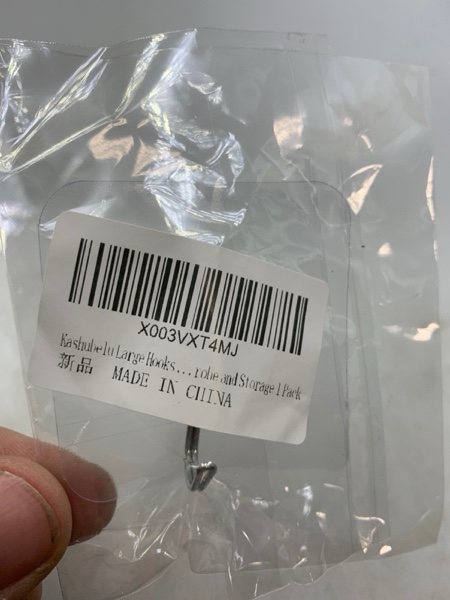 X003VXT4MJ
Kashubelu Large Hooks...robe and Storage 1 Pack
新品 MADE IN CHINA